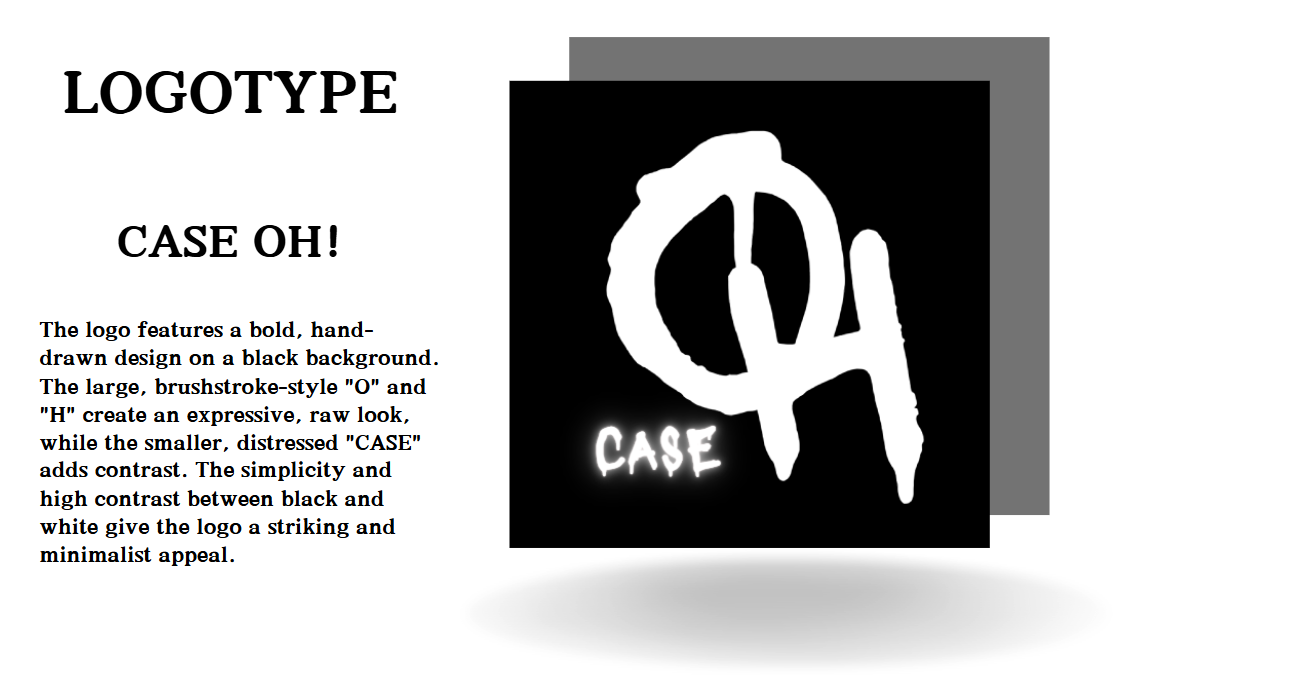 LOGOTYPE
CASE OH!
The logo features a bold, hand-
drawn design on a black background.
The large, brushstroke-style "O" and
"H" create an expressive, raw look,
while the smaller, distressed "CASE"
adds contrast. The simplicity and
high contrast between black and
white give the logo a striking and
minimalist appeal.
OH
CASE